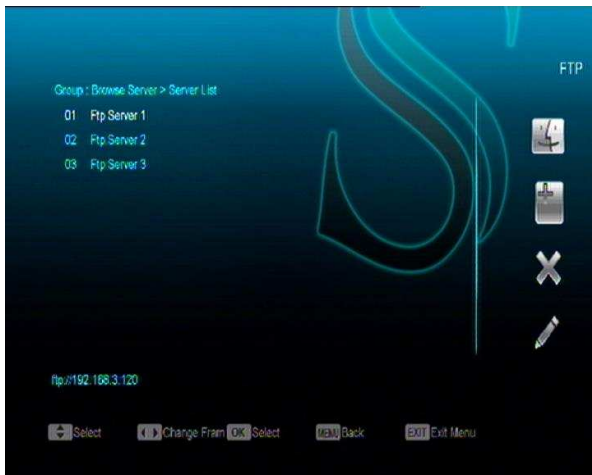 FTP
Group : Browse Server > Server List
01 Ftp Server 1
02 Ftp Server 2
03 Ftp Server 3
ftp://192.168.3.120
Select Change Fram OK Select MENU Back EXIT Exit Menu